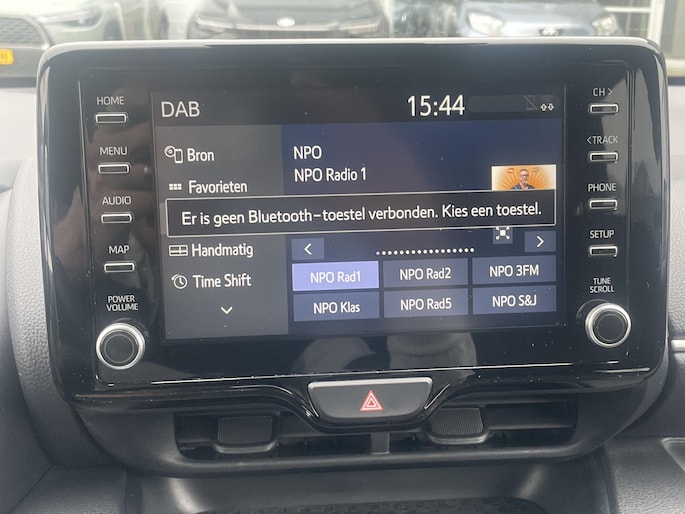 HOME
MENU
AUDIO
MAP
POWER
VOLUME
DAB
15:44
Bron
Favorieten
Handmatig
Time Shift
NPO
NPO Radio 1
Er is geen Bluetooth-toestel verbonden. Kies een toestel.
<
>
NPO Rad1
NPO Rad2
NPO 3FM
NPO Klas
NPO Rad5
NPO S&J
CH >
< TRACK
PHONE
SETUP
TUNE
SCROLL